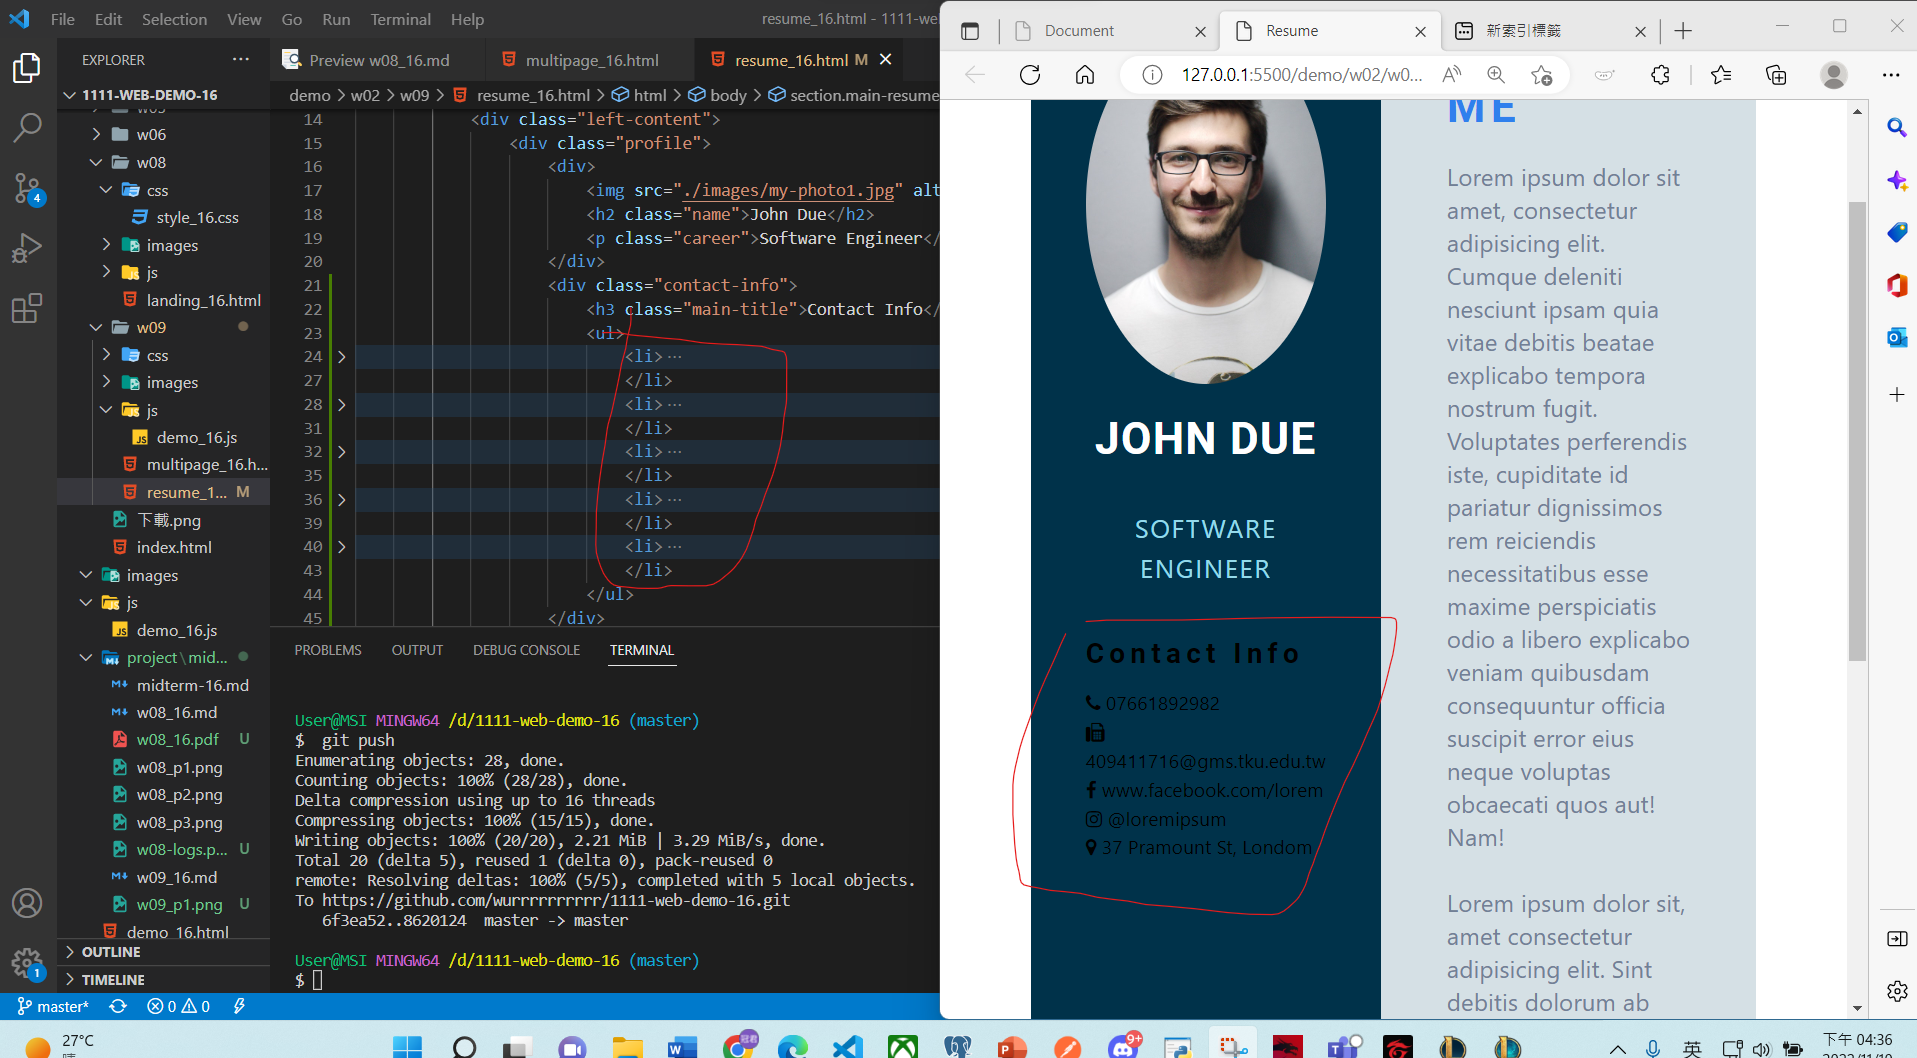 File Edit Selection View Go Run Terminal Help
resume_16.html - 1111-web
EXPLORER
Preview w08_16.md
multipage_16.html
resume_16.html M
1111-WEB-DEMO-16
demo > w02 > w09 > resume_16.html > html > body > section.main-resume
w06
w08
css
style_16.css
images
js
landing_16.html
w09
css
images
js
demo_16.js
multipage_16.h...
resume_1... M
下載.png
index.html
images
js
demo_16.js
project\mid...
midterm-16.md
w08_16.md
w08_16.pdf U
w08_p1.png
w08_p2.png
w08_p3.png
w08-logs.p... U
w09_16.md
w09_p1.png U
demo_16.html
OUTLINE
TIMELINE
14 <div class="left-content">
15 <div class="profile">
16 <div>
17 <img src="./images/my-photo1.jpg" alt
18 <h2 class="name">John Due</h2>
19 <p class="career">Software Engineer</
20 </div>
21 <div class="contact-info">
22 <h3 class="main-title">Contact Info</
23 <ul>
24 <li>···
27 </li>
28 <li>···
31 </li>
32 <li>···
35 </li>
36 <li>···
39 </li>
40 <li>···
43 </li>
44 </ul>
45 </div>
PROBLEMS OUTPUT DEBUG CONSOLE TERMINAL
User@MSI MINGW64 /d/1111-web-demo-16 (master)
$ git push
Enumerating objects: 28, done.
Counting objects: 100% (28/28), done.
Delta compression using up to 16 threads
Compressing objects: 100% (15/15), done.
Writing objects: 100% (20/20), 2.21 MiB | 3.29 MiB/s, done.
Total 20 (delta 5), reused 1 (delta 0), pack-reused 0
remote: Resolving deltas: 100% (5/5), completed with 5 local objects.
To https://github.com/wurrrrrrrrrr/1111-web-demo-16.git
6f3ea52..8620124 master -> master
User@MSI MINGW64 /d/1111-web-demo-16 (master)
$
master* 0 0
4
1
Document
Resume
新索引標籤
127.0.0.1:5500/demo/w02/w0...
JOHN DUE
SOFTWARE
ENGINEER
Contact Info
07661892982
409411716@gms.tku.edu.tw
www.facebook.com/lorem
@loremipsum
37 Pramount St, Londom
ME
Lorem ipsum dolor sit
amet, consectetur
adipisicing elit.
Cumque deleniti
nesciunt ipsam quia
vitae debitis beatae
explicabo tempora
nostrum fugit.
Voluptates perferendis
iste, cupiditate id
pariatur dignissimos
rem reiciendis
necessitatibus esse
maxime perspiciatis
odio a libero explicabo
veniam quibusdam
consequuntur officia
suscipit error eius
neque voluptas
obcaecati quos aut!
Nam!
Lorem ipsum dolor sit,
amet consectetur
adipisicing elit. Sint
debitis dolorum ab
27°C
9+
英
下午 04:36